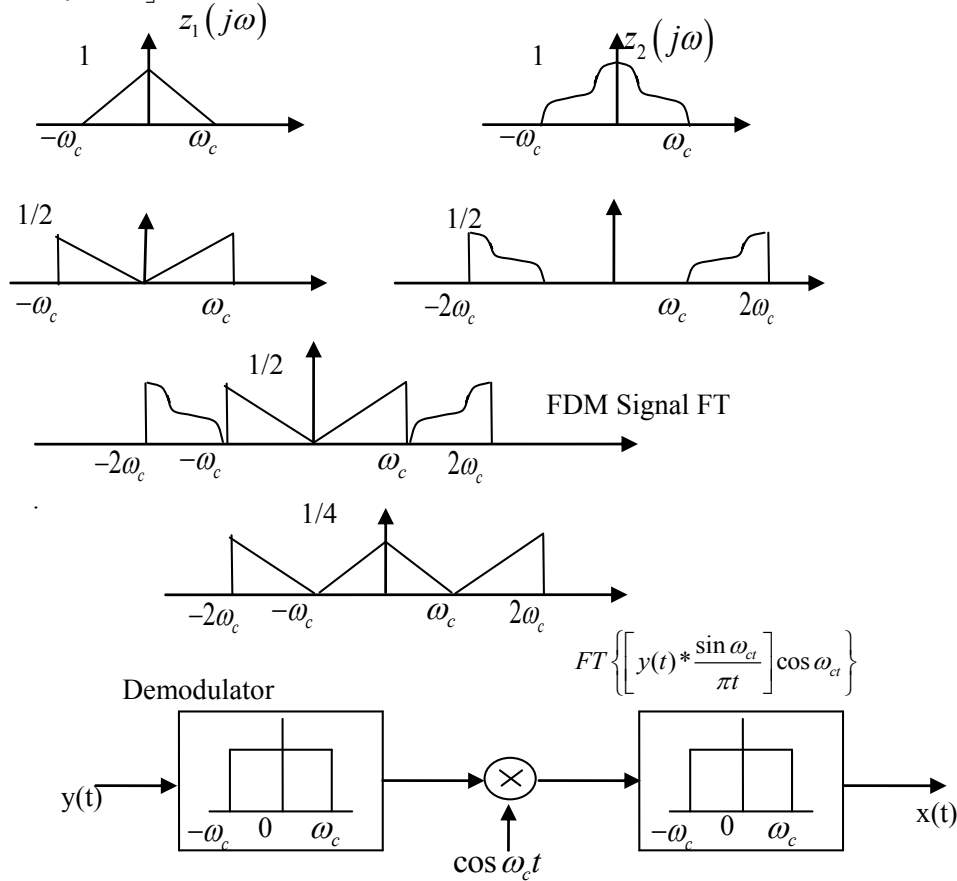 z₁(jω)
1
−ω_c ω_c
z₂(jω)
1
−ω_c ω_c
1/2
−ω_c ω_c
1/2
−2ω_c ω_c 2ω_c
1/2
FDM Signal FT
−2ω_c −ω_c ω_c 2ω_c
1/4
−2ω_c −ω_c ω_c 2ω_c
FT{[y(t)*sin ω_ct/πt]cos ω_ct}
Demodulator
y(t)
−ω_c 0 ω_c
×
cos ω_c t
−ω_c 0 ω_c
x(t)